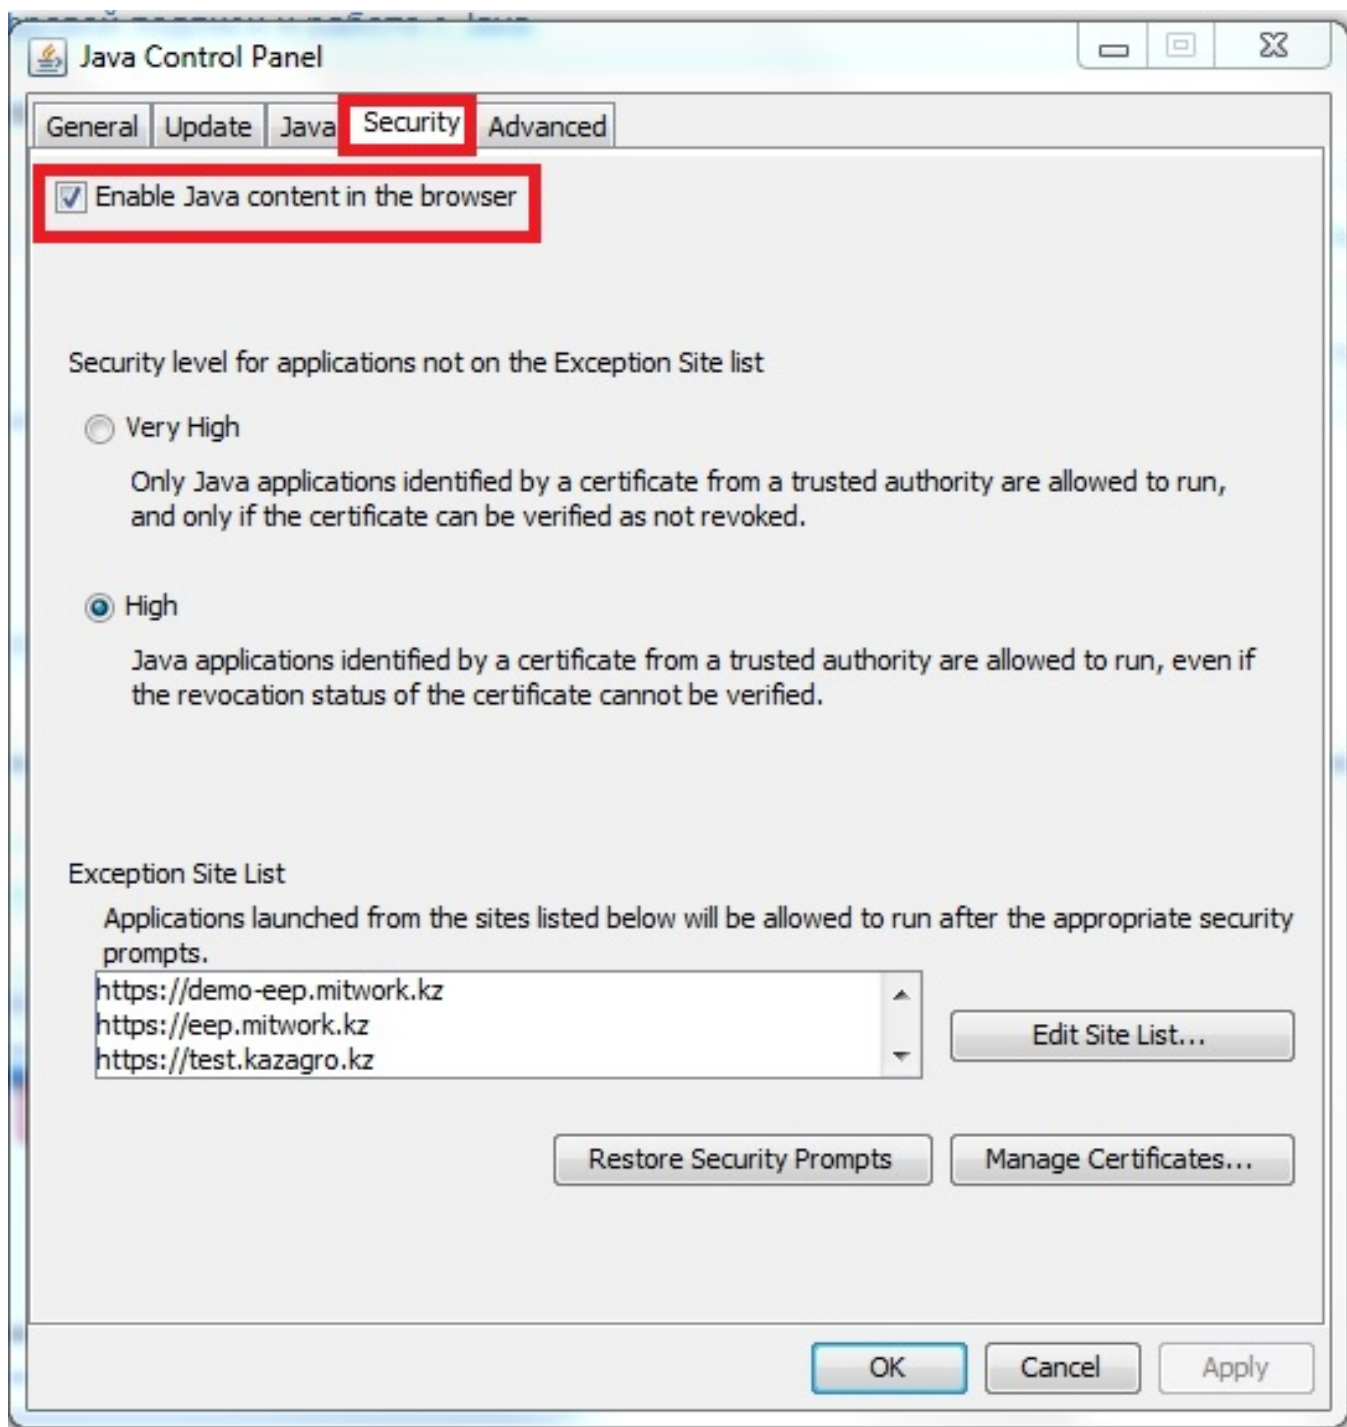 Java Control Panel
General Update Java Security Advanced
Enable Java content in the browser
Security level for applications not on the Exception Site list
Very High
Only Java applications identified by a certificate from a trusted authority are allowed to run,
and only if the certificate can be verified as not revoked.
High
Java applications identified by a certificate from a trusted authority are allowed to run, even if
the revocation status of the certificate cannot be verified.
Exception Site List
Applications launched from the sites listed below will be allowed to run after the appropriate security
prompts.
https://demo-eep.mitwork.kz
https://eep.mitwork.kz
https://test.kazagro.kz
Edit Site List...
Restore Security Prompts
Manage Certificates...
OK
Cancel
Apply